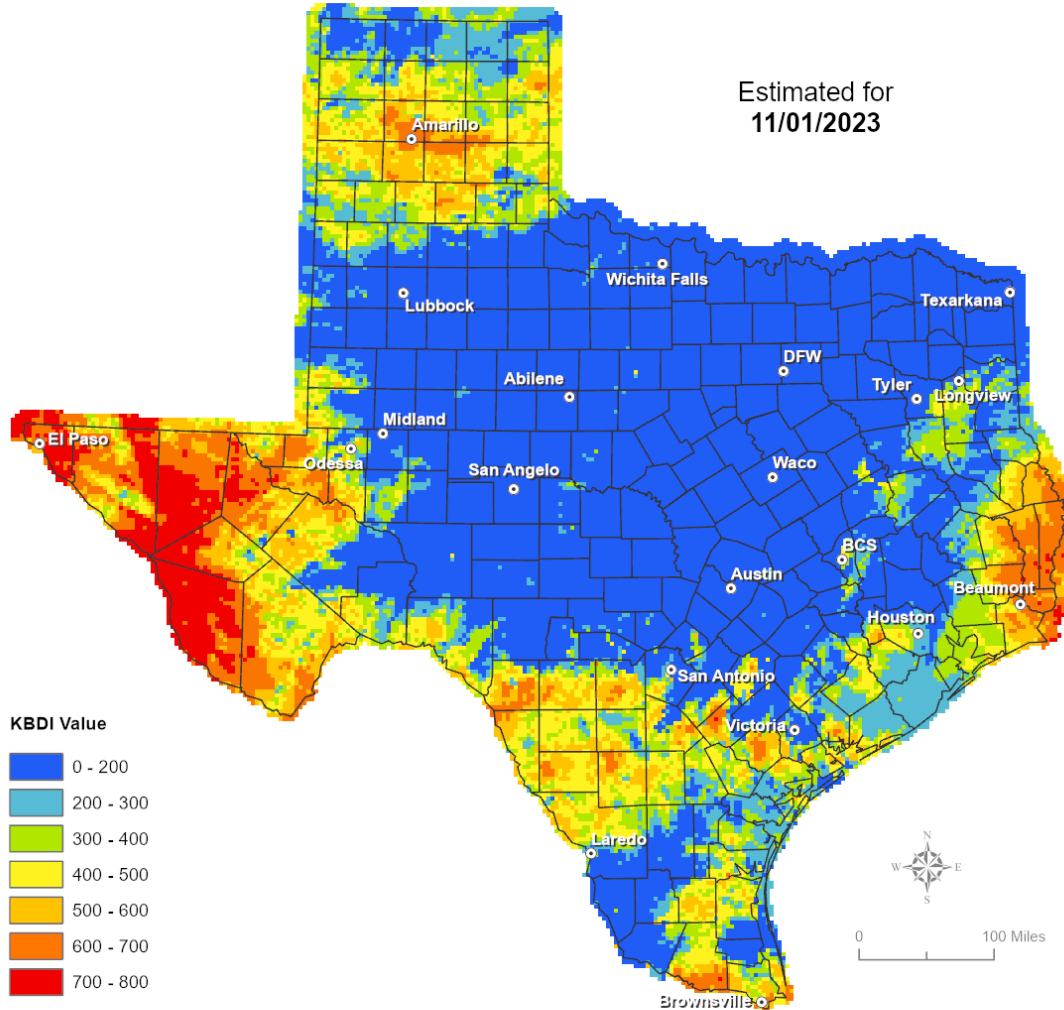 Estimated for
11/01/2023
Amarillo
Wichita Falls
Lubbock
Texarkana
DFW
Abilene
Tyler
Longview
Midland
El Paso
Odessa
San Angelo
Waco
BCS
Austin
Beaumont
Houston
San Antonio
Victoria
KBDI Value
0 - 200
200 - 300
300 - 400
400 - 500
500 - 600
600 - 700
700 - 800
Laredo
N
W E
S
0 100 Miles
Brownsville